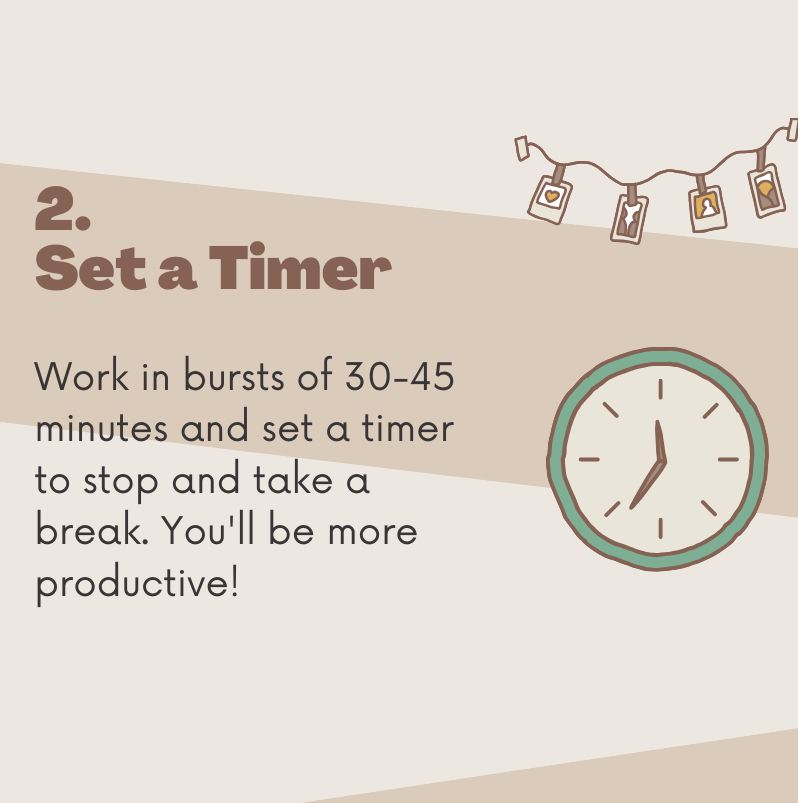 2.
Set a Timer
Work in bursts of 30-45
minutes and set a timer
to stop and take a
break. You'll be more
productive!